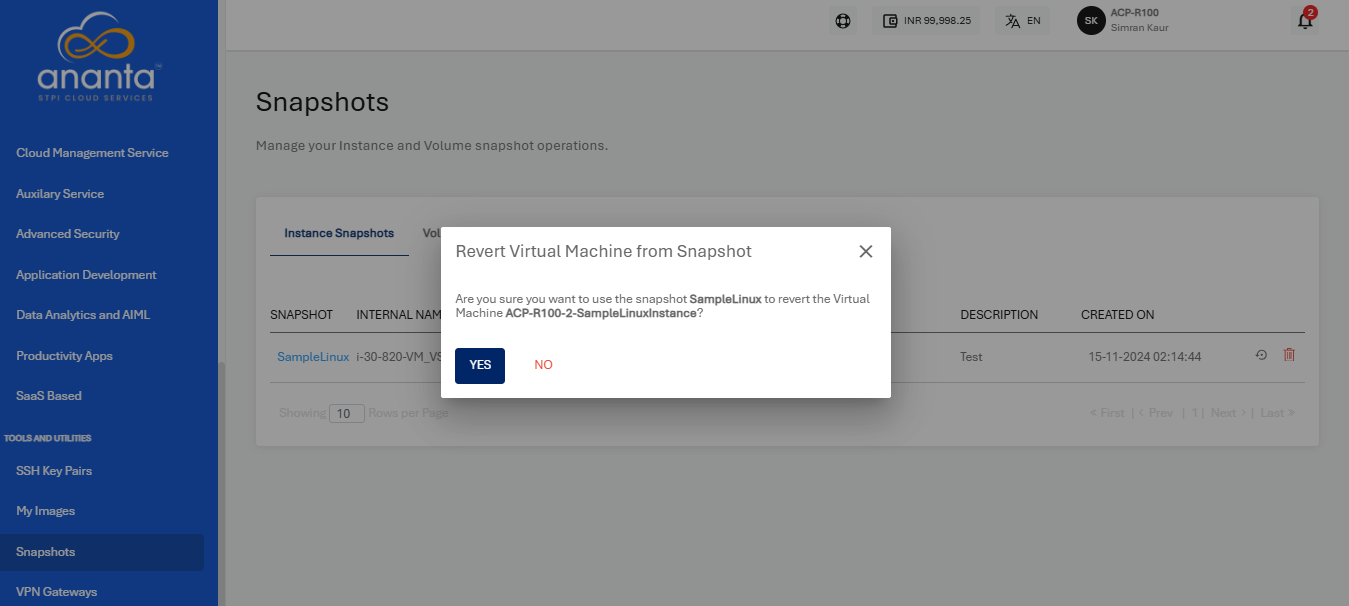 ananta
STPI CLOUD SERVICES
Cloud Management Service
Auxilary Service
Advanced Security
Application Development
Data Analytics and AIML
Productivity Apps
SaaS Based
TOOLS AND UTILITIES
SSH Key Pairs
My Images
Snapshots
VPN Gateways
INR 99,998.25
EN
SK
ACP-R100
Simran Kaur
2
Snapshots
Manage your Instance and Volume snapshot operations.
Instance Snapshots
Vol
SNAPSHOT INTERNAL NAM DESCRIPTION CREATED ON
SampleLinux i-30-820-VM_VS Test 15-11-2024 02:14:44
Showing 10 Rows per Page
« First | ‹ Prev | 1 | Next › | Last »
Revert Virtual Machine from Snapshot
Are you sure you want to use the snapshot SampleLinux to revert the Virtual
Machine ACP-R100-2-SampleLinuxInstance?
YES
NO